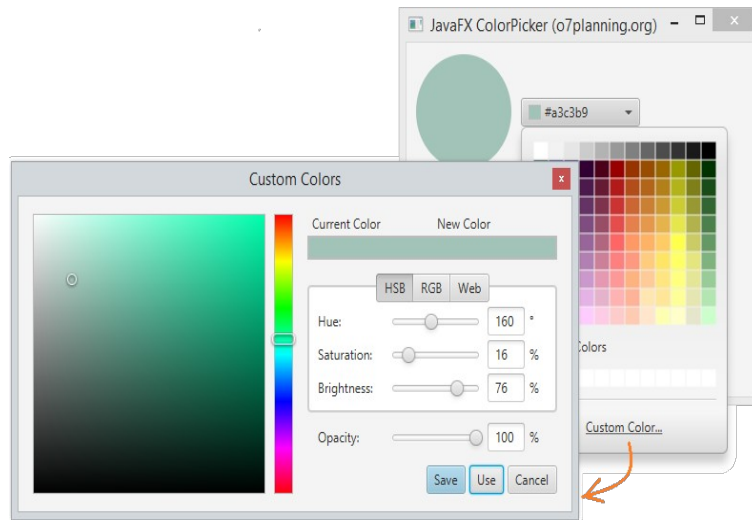 JavaFX ColorPicker (o7planning.org)
#a3c3b9
Custom Colors
Current Color New Color
HSB RGB Web
Hue: 160 °
Saturation: 16 %
Brightness: 76 %
Opacity: 100 %
Save Use Cancel
Colors
Custom Color...